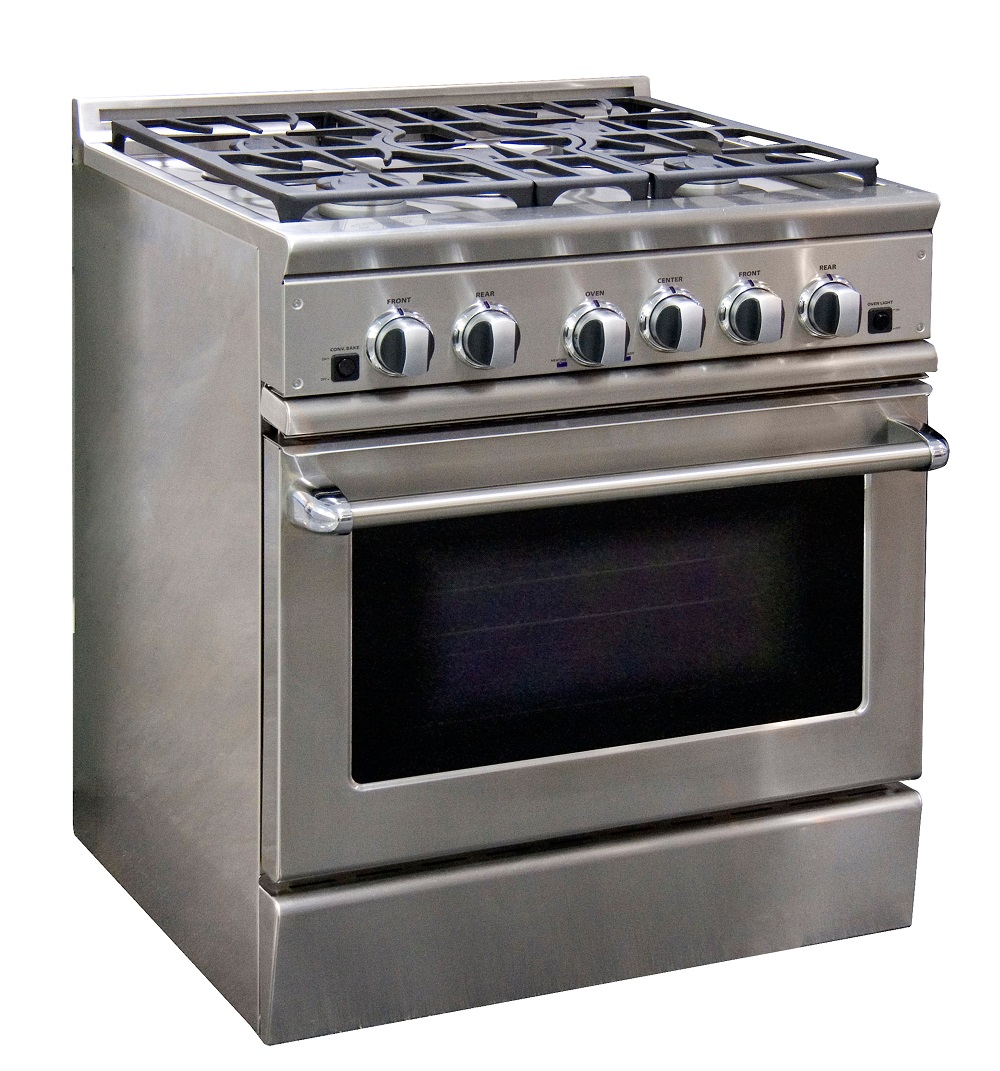 FRONT
REAR
OVEN
CENTER
FRONT
REAR
CONV. BAKE
OVEN LIGHT